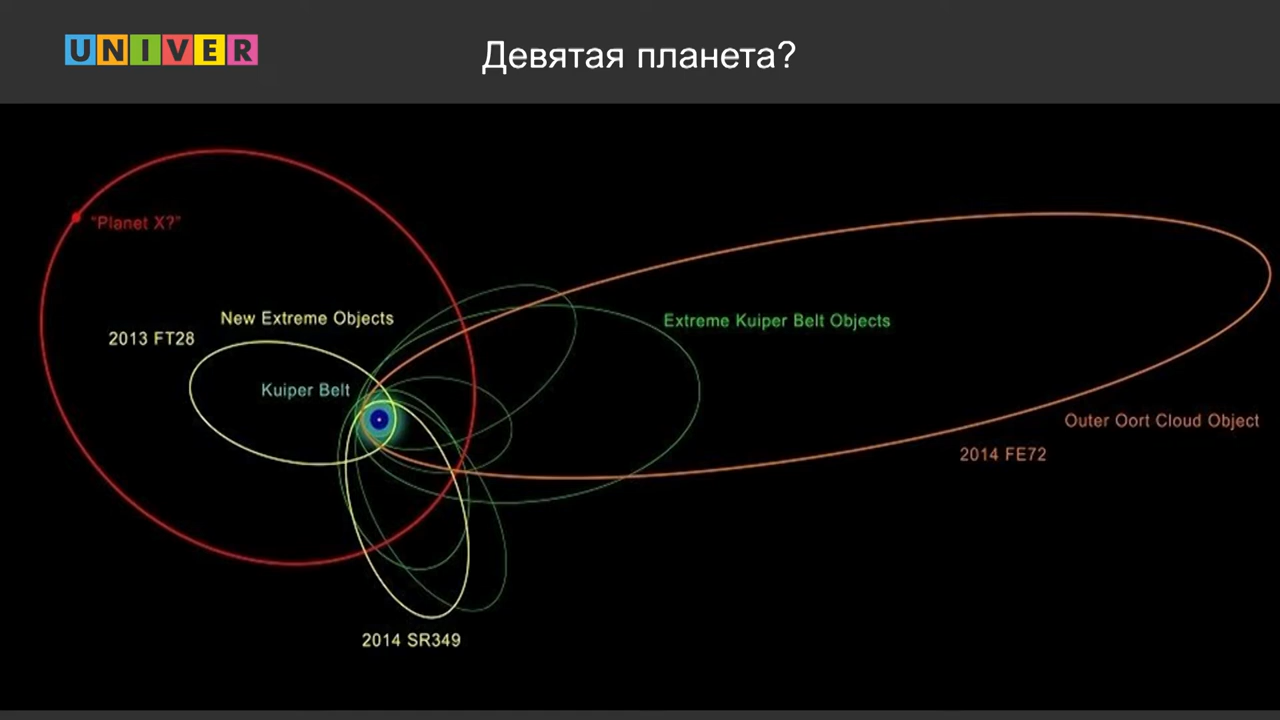 UNIVER
Девятая планета?
"Planet X?"
New Extreme Objects
2013 FT28
Kuiper Belt
Extreme Kuiper Belt Objects
Outer Oort Cloud Object
2014 FE72
2014 SR349